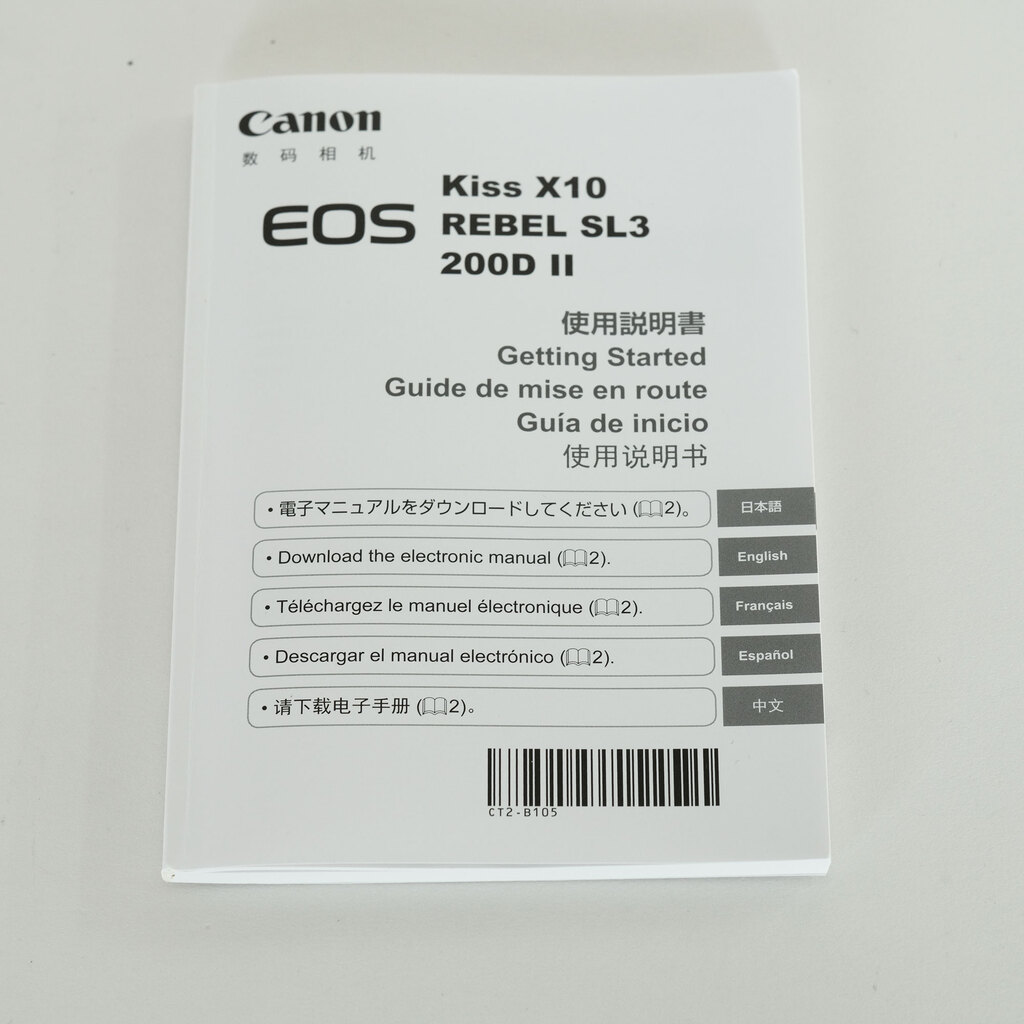 Canon
数码相机
EOS
Kiss X10
REBEL SL3
200D II
使用説明書
Getting Started
Guide de mise en route
Guía de inicio
使用说明书
・電子マニュアルをダウンロードしてください (2)。 日本語
• Download the electronic manual (2). English
• Téléchargez le manuel électronique (2). Français
• Descargar el manual electrónico (2). Español
• 请下载电子手册 (2)。 中文
CT2-B105